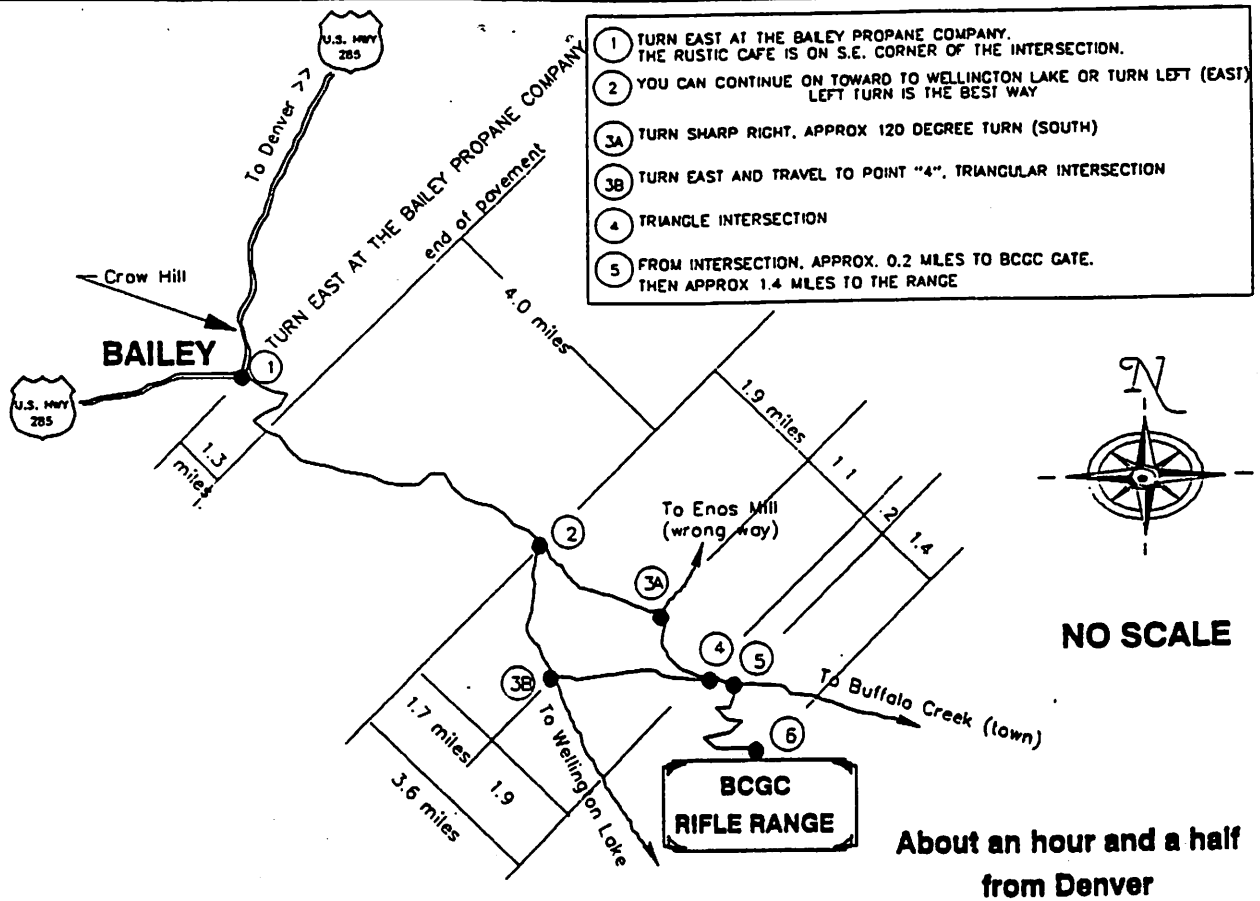 U.S. HWY
285
To Denver >>
Crow Hill
BAILEY
U.S. HWY
285
1
TURN EAST AT THE BAILEY PROPANE COMPANY
end of pavement
1 TURN EAST AT THE BALEY PROPANE COMPANY.
THE RUSTIC CAFE IS ON S.E. CORNER OF THE INTERSECTION.
2 YOU CAN CONTINUE ON TOWARD TO WELLINGTON LAKE OR TURN LEFT (EAST)
LEFT TURN IS THE BEST WAY
3A TURN SHARP RIGHT, APPROX 120 DEGREE TURN (SOUTH)
3B TURN EAST AND TRAVEL TO POINT "4", TRIANGULAR INTERSECTION
4 TRIANGLE INTERSECTION
5 FROM INTERSECTION, APPROX. 0.2 MILES TO BCGC GATE.
THEN APPROX 1.4 MILES TO THE RANGE
4.0 miles
1.3
miles
1.9 miles
1.1
.2
1.4
N
2
To Enos Mill
(wrong way)
3A
4
5
3B
To Buffalo Creek (town)
NO SCALE
1.7 miles
1.9
3.6 miles
To Wellington Lake
6
BCGC
RIFLE RANGE
About an hour and a half
from Denver